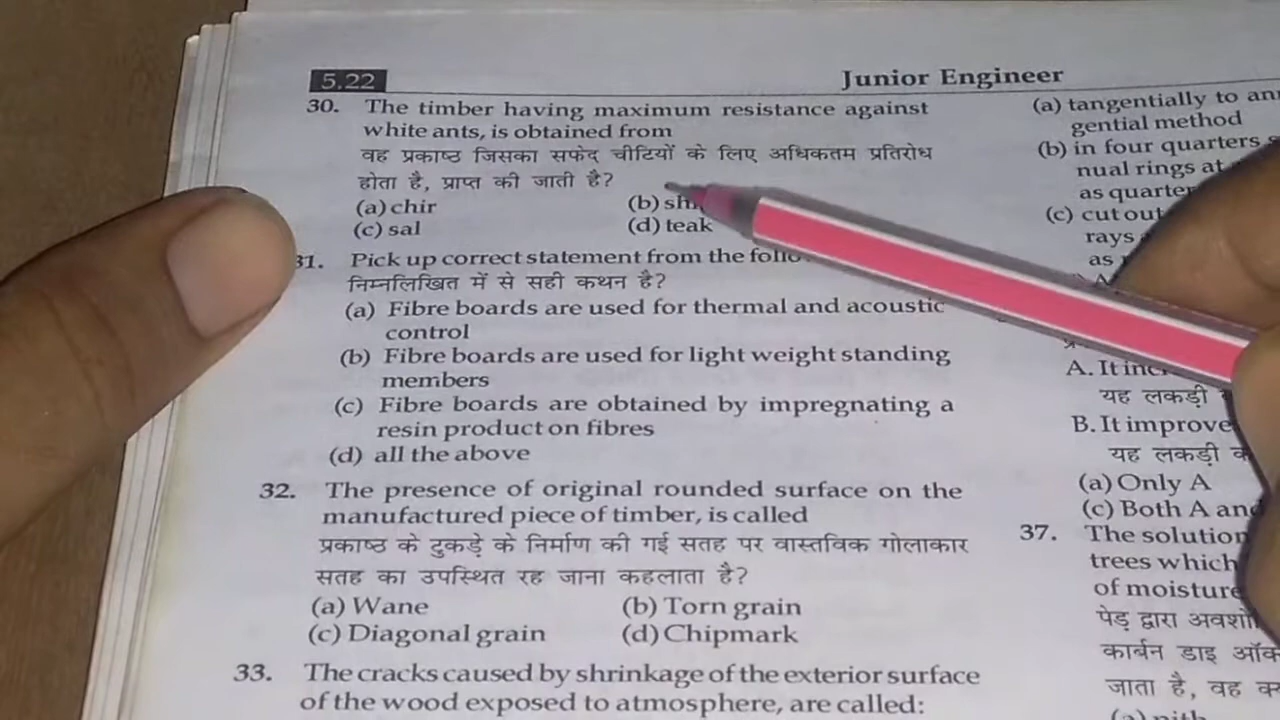 5.22
Junior Engineer
30. The timber having maximum resistance against
white ants, is obtained from
वह प्रकाष्ठ जिसका सफेद चीटियों के लिए अधिकतम प्रतिरोध
होता है, प्राप्त की जाती है?
(a) chir
(b)
(c) sal
(d) teak
31. Pick up correct statement from the
निम्नलिखित में से सही कथन है?
(a) Fibre boards are used for thermal and acoustic
control
(b) Fibre boards are used for light weight standing
members
(c) Fibre boards are obtained by impregnating a
resin product on fibres
(d) all the above
32. The presence of original rounded surface on the
manufactured piece of timber, is called
प्रकाष्ठ के टुकड़े के निर्माण की गई सतह पर वास्तविक गोलाकार
सतह का उपस्थित रह जाना कहलाता है?
(a) Wane
(b) Torn grain
(c) Diagonal grain
(d) Chipmark
33. The cracks caused by shrinkage of the exterior surface
of the wood exposed to atmosphere, are called:
(a) tangentially to
gential method
(b) in four quarters
nual rings at
as quarter
(c) cut out
rays
as
A. It
यह लकड़ी
B. It improve
यह लकड़ी
(a) Only A
(c) Both A and
37. The solution
trees which
of moisture
पेड़ द्वारा
कार्बन डाइ
जाता है, वह
(a) pith